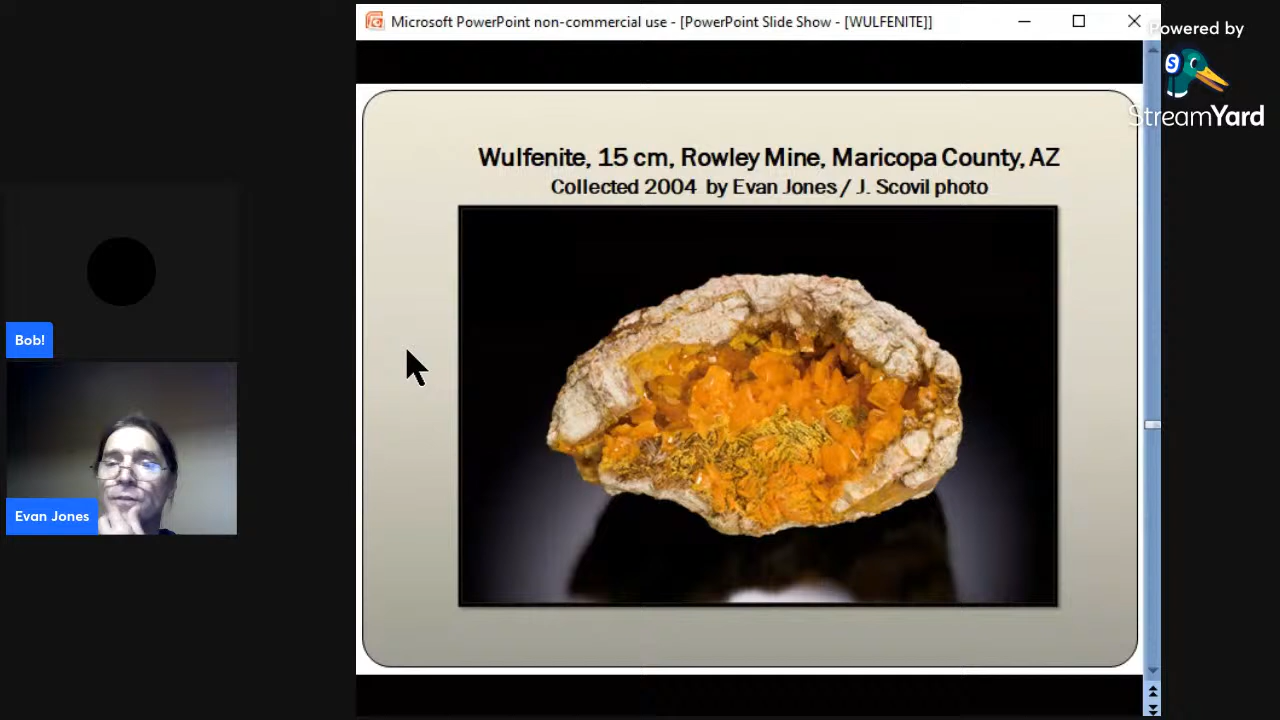 Microsoft PowerPoint non-commercial use - [PowerPoint Slide Show - [WULFENITE]]
Powered by
S
StreamYard
Wulfenite, 15 cm, Rowley Mine, Maricopa County, AZ
Collected 2004 by Evan Jones / J. Scovil photo
Bob!
Evan Jones